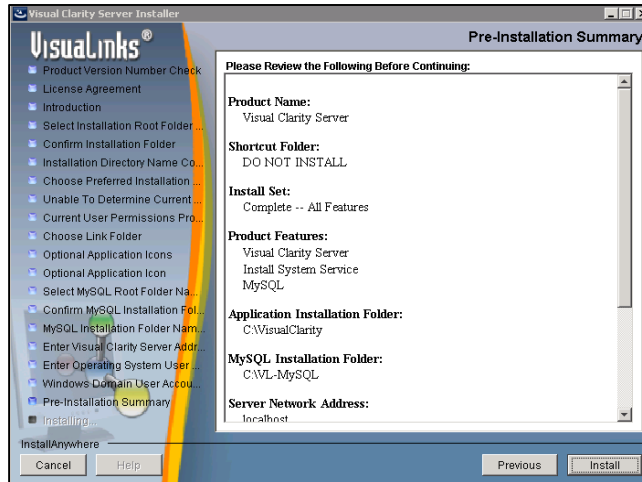 Visual Clarity Server Installer
VisuaLinks®
Pre-Installation Summary
Product Version Number Check
License Agreement
Introduction
Select Installation Root Folder ...
Confirm Installation Folder
Installation Directory Name Co...
Choose Preferred Installation ...
Unable To Determine Current ...
Current User Permissions Pro...
Choose Link Folder
Optional Application Icons
Optional Application Icon
Select MySQL Root Folder Na...
Confirm MySQL Installation Fol...
MySQL Installation Folder Nam...
Enter Visual Clarity Server Addr...
Enter Operating System User ...
Windows Domain User Accou...
Pre-Installation Summary
Installing...
Please Review the Following Before Continuing:
Product Name:
Visual Clarity Server
Shortcut Folder:
DO NOT INSTALL
Install Set:
Complete -- All Features
Product Features:
Visual Clarity Server
Install System Service
MySQL
Application Installation Folder:
C:\VisualClarity
MySQL Installation Folder:
C:\VL-MySQL
Server Network Address:
localhost
InstallAnywhere
Cancel
Help
Previous
Install